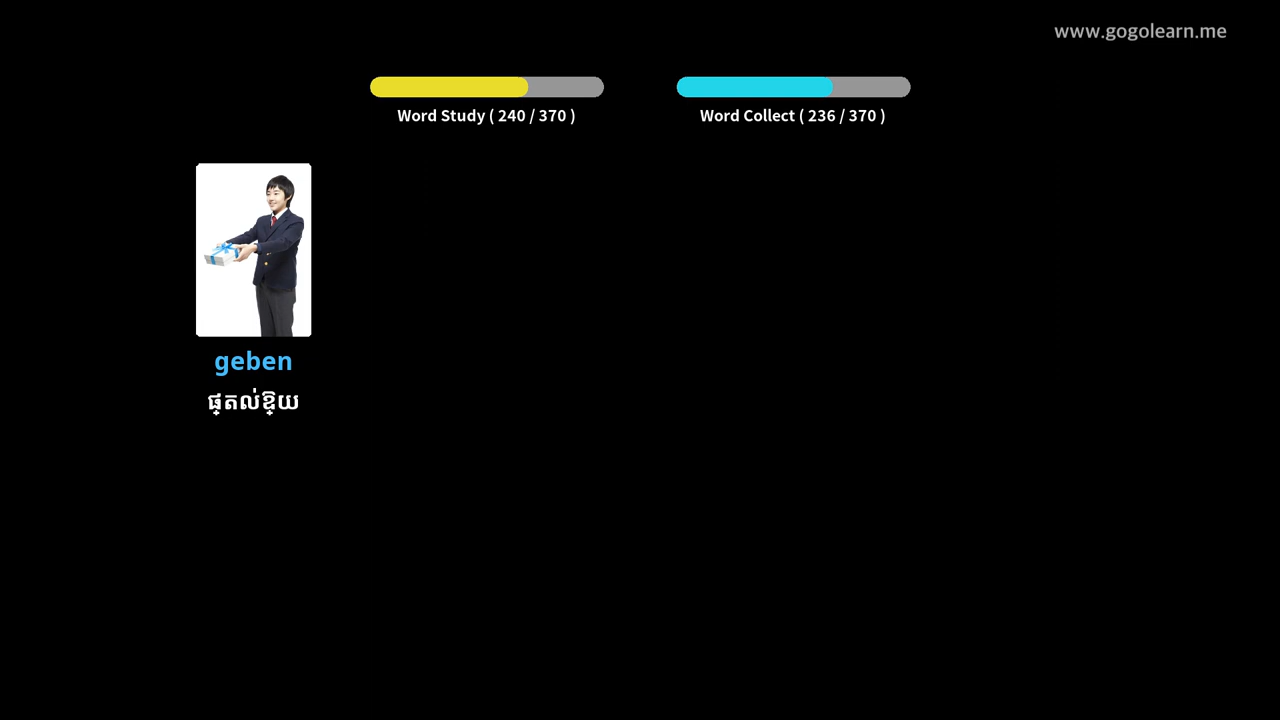 www.gogolearn.me
Word Study ( 240 / 370 )
Word Collect ( 236 / 370 )
geben
ផ្តល់ឱ្យ